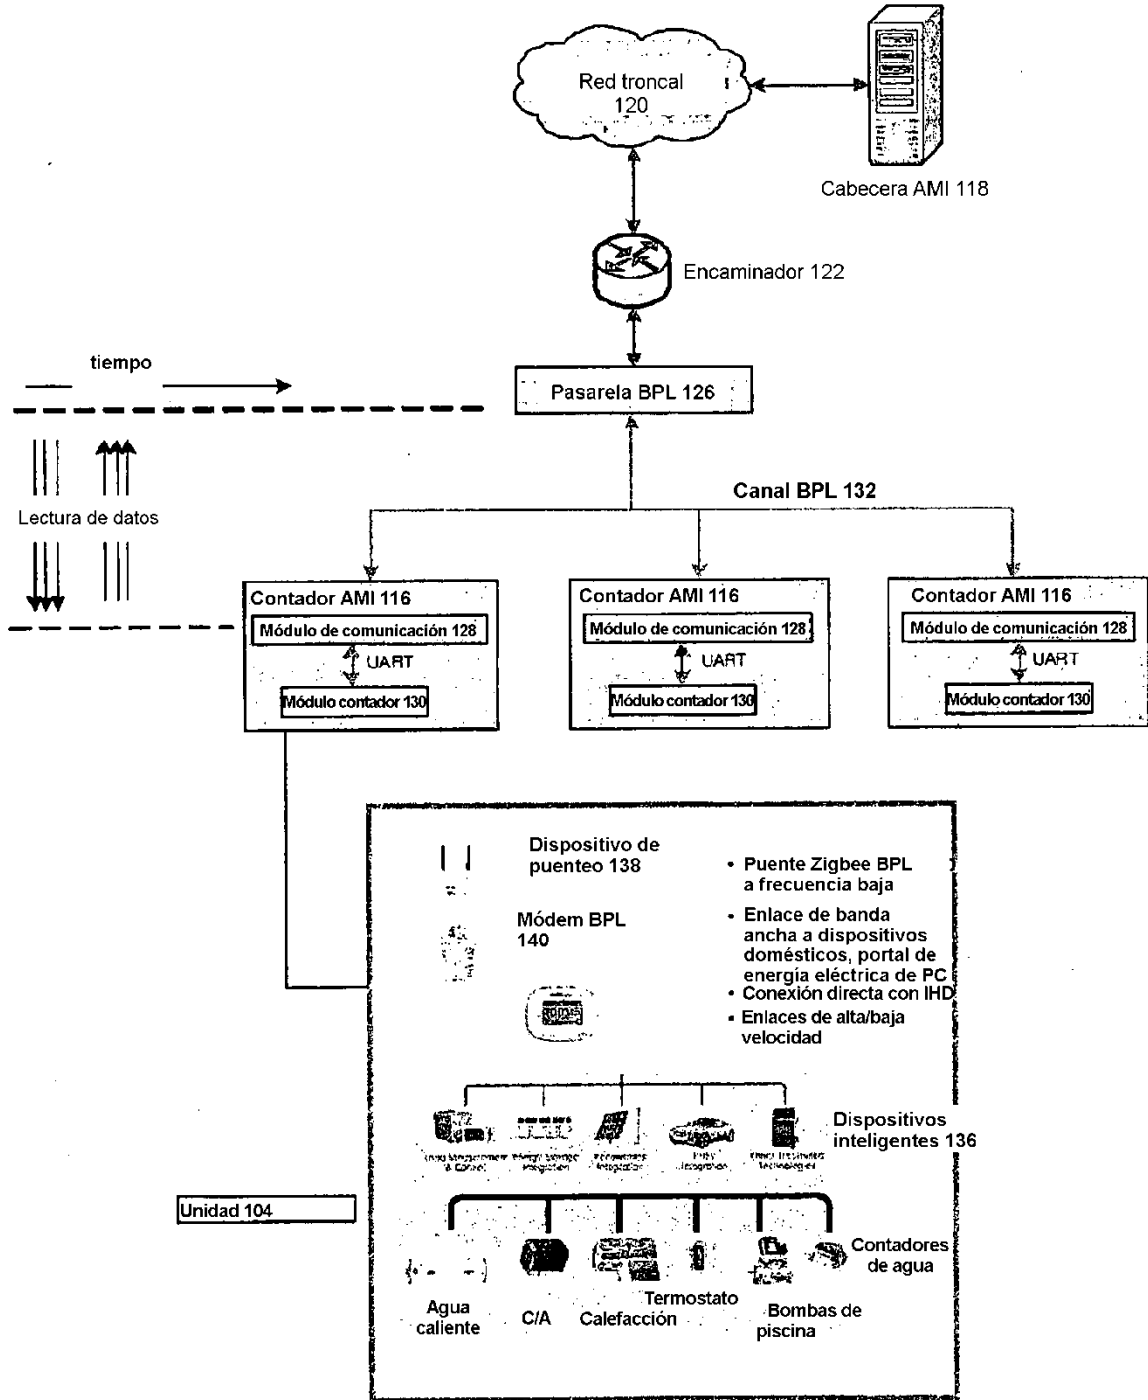 Red troncal
120
Cabecera AMI 118
Encaminador 122
tiempo
Pasarela BPL 126
Canal BPL 132
Lectura de datos
Contador AMI 116
Módulo de comunicación 128
UART
Módulo contador 130
Contador AMI 116
Módulo de comunicación 128
UART
Módulo contador 130
Contador AMI 116
Módulo de comunicación 128
UART
Módulo contador 130
Dispositivo de
puenteo 138
Módem BPL
140
• Puente Zigbee BPL
a frecuencia baja
• Enlace de banda
ancha a dispositivos
domésticos, portal de
energía eléctrica de PC
• Conexión directa con IHD
• Enlaces de alta/baja
velocidad
Dispositivos
inteligentes 136
& Control
Integration
Integration
Integration
Technologies
Unidad 104
Contadores
de agua
Agua
caliente
C/A
Calefacción
Termostato
Bombas de
piscina